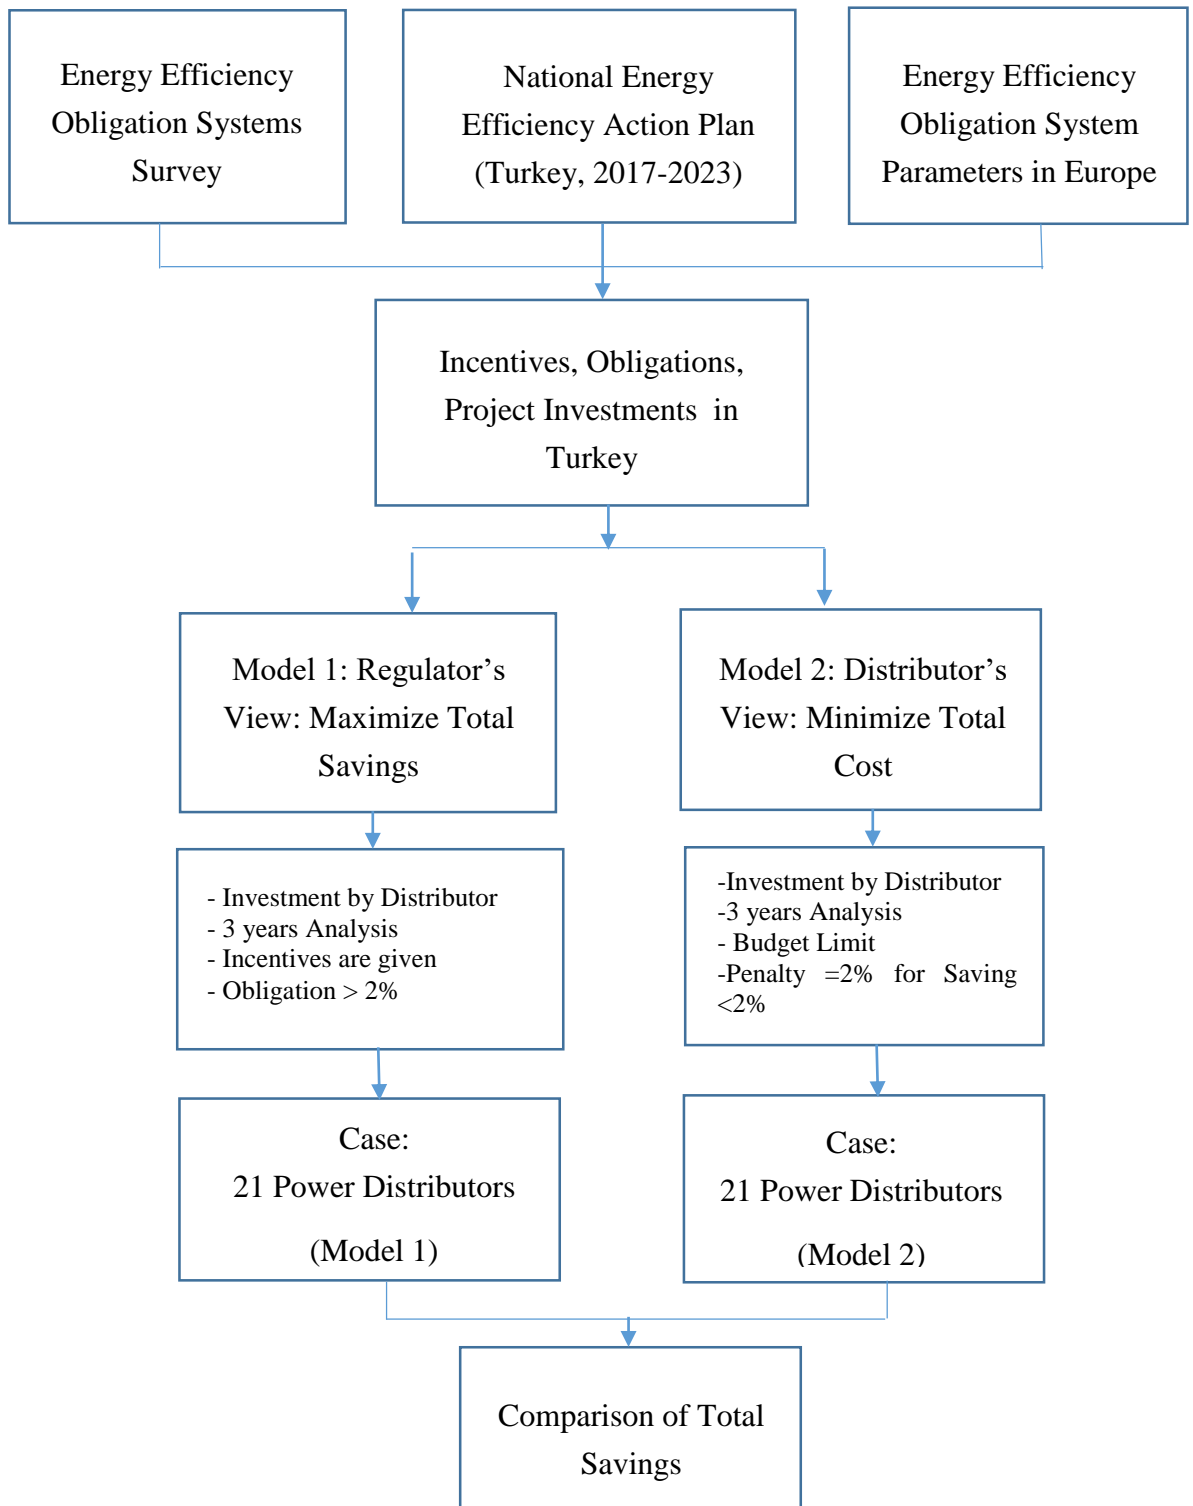 Energy Efficiency
Obligation Systems
Survey
National Energy
Efficiency Action Plan
(Turkey, 2017-2023)
Energy Efficiency
Obligation System
Parameters in Europe
Incentives, Obligations,
Project Investments in
Turkey
Model 1: Regulator’s
View: Maximize Total
Savings
Model 2: Distributor’s
View: Minimize Total
Cost
- Investment by Distributor
- 3 years Analysis
- Incentives are given
- Obligation > 2%
-Investment by Distributor
-3 years Analysis
- Budget Limit
-Penalty =2% for Saving
<2%
Case:
21 Power Distributors
(Model 1)
Case:
21 Power Distributors
(Model 2)
Comparison of Total
Savings